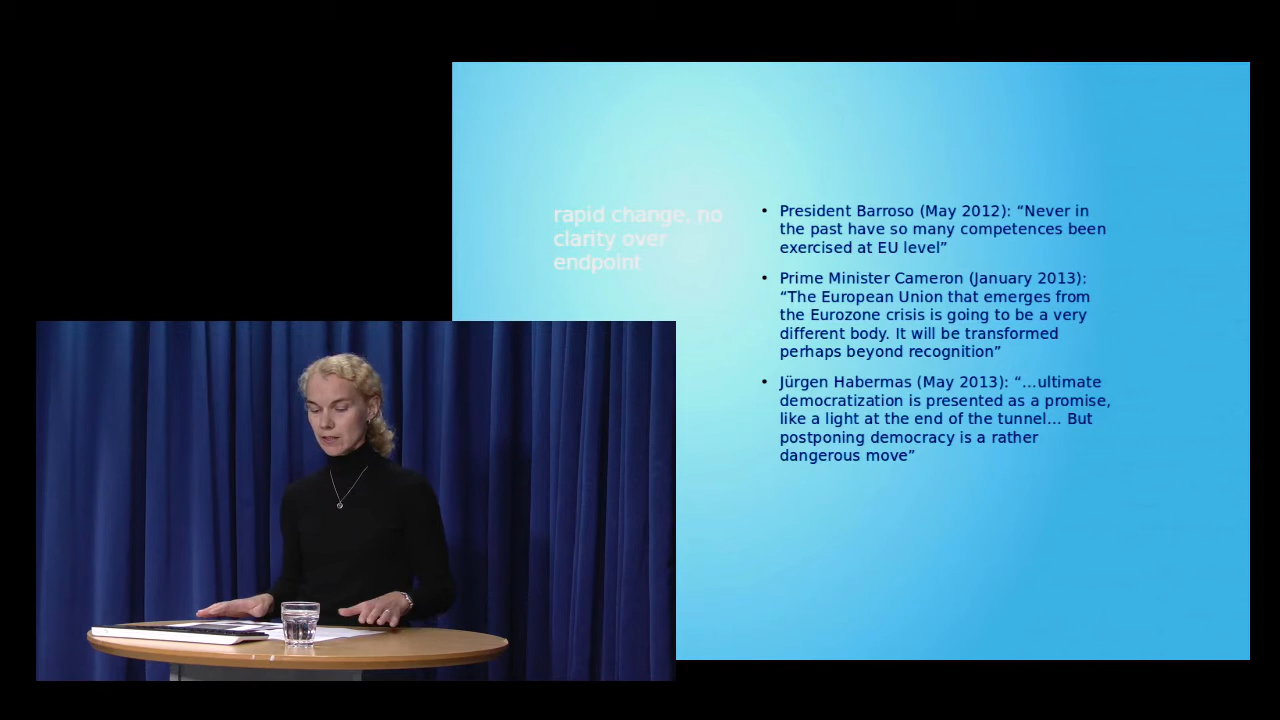 rapid change, no
clarity over
endpoint
• President Barroso (May 2012): “Never in
the past have so many competences been
exercised at EU level”
• Prime Minister Cameron (January 2013):
“The European Union that emerges from
the Eurozone crisis is going to be a very
different body. It will be transformed
perhaps beyond recognition”
• Jürgen Habermas (May 2013): “…ultimate
democratization is presented as a promise,
like a light at the end of the tunnel… But
postponing democracy is a rather
dangerous move”